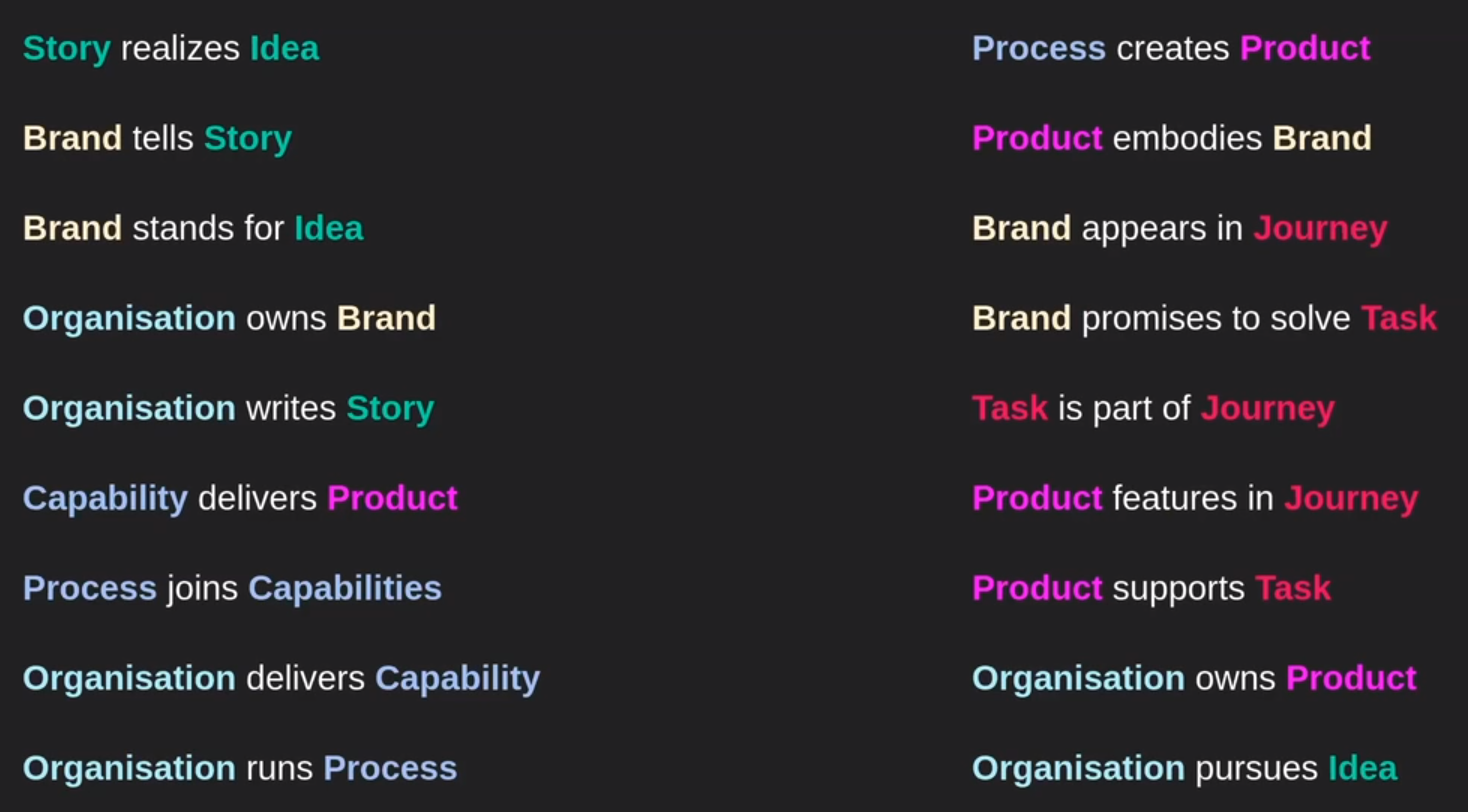 Story realizes Idea
Brand tells Story
Brand stands for Idea
Organisation owns Brand
Organisation writes Story
Capability delivers Product
Process joins Capabilities
Organisation delivers Capability
Organisation runs Process
Process creates Product
Product embodies Brand
Brand appears in Journey
Brand promises to solve Task
Task is part of Journey
Product features in Journey
Product supports Task
Organisation owns Product
Organisation pursues Idea